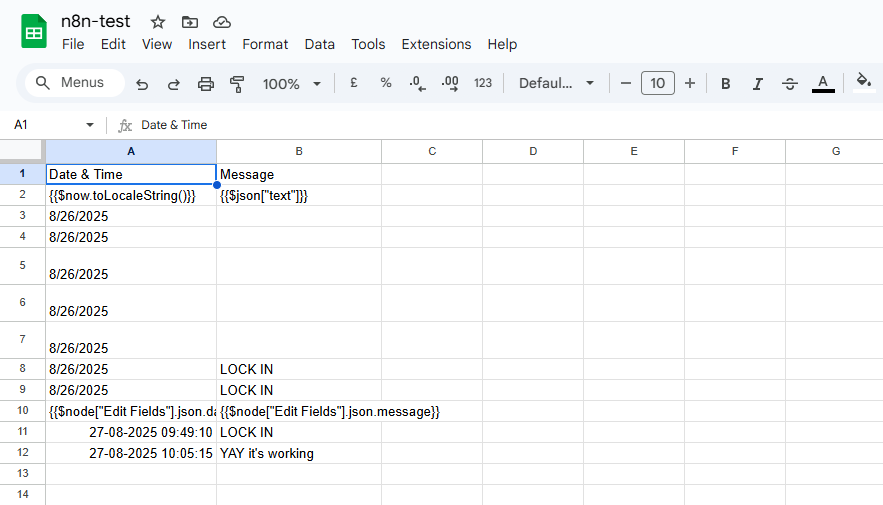 n8n-test
File Edit View Insert Format Data Tools Extensions Help
Menus 100% £ % .0 .00 123 Defaul... 10 B I S A
A1 fx Date & Time
A B C D E F G
1 Date & Time Message
2 {{$now.toLocaleString()}} {{$json["text"]}}
3 8/26/2025
4 8/26/2025
5 8/26/2025
6 8/26/2025
7 8/26/2025
8 8/26/2025 LOCK IN
9 8/26/2025 LOCK IN
10 {{$node["Edit Fields"].json.da {{$node["Edit Fields"].json.message}}
11 27-08-2025 09:49:10 LOCK IN
12 27-08-2025 10:05:15 YAY it's working
13
14